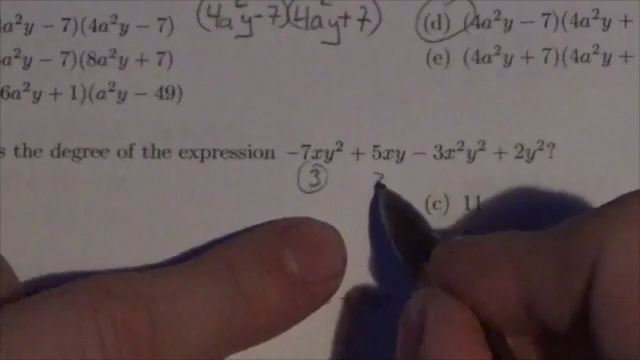 a²y − 7)(4a²y − 7) (4a²y-7)(4a²y+7) (d) (4a²y − 7)(4a²y +
a²y − 7)(8a²y + 7) (e) (4a²y + 7)(4a²y +
6a²y + 1)(a²y − 49)
s the degree of the expression −7xy² + 5xy − 3x²y² + 2y²?
3
(c) 11